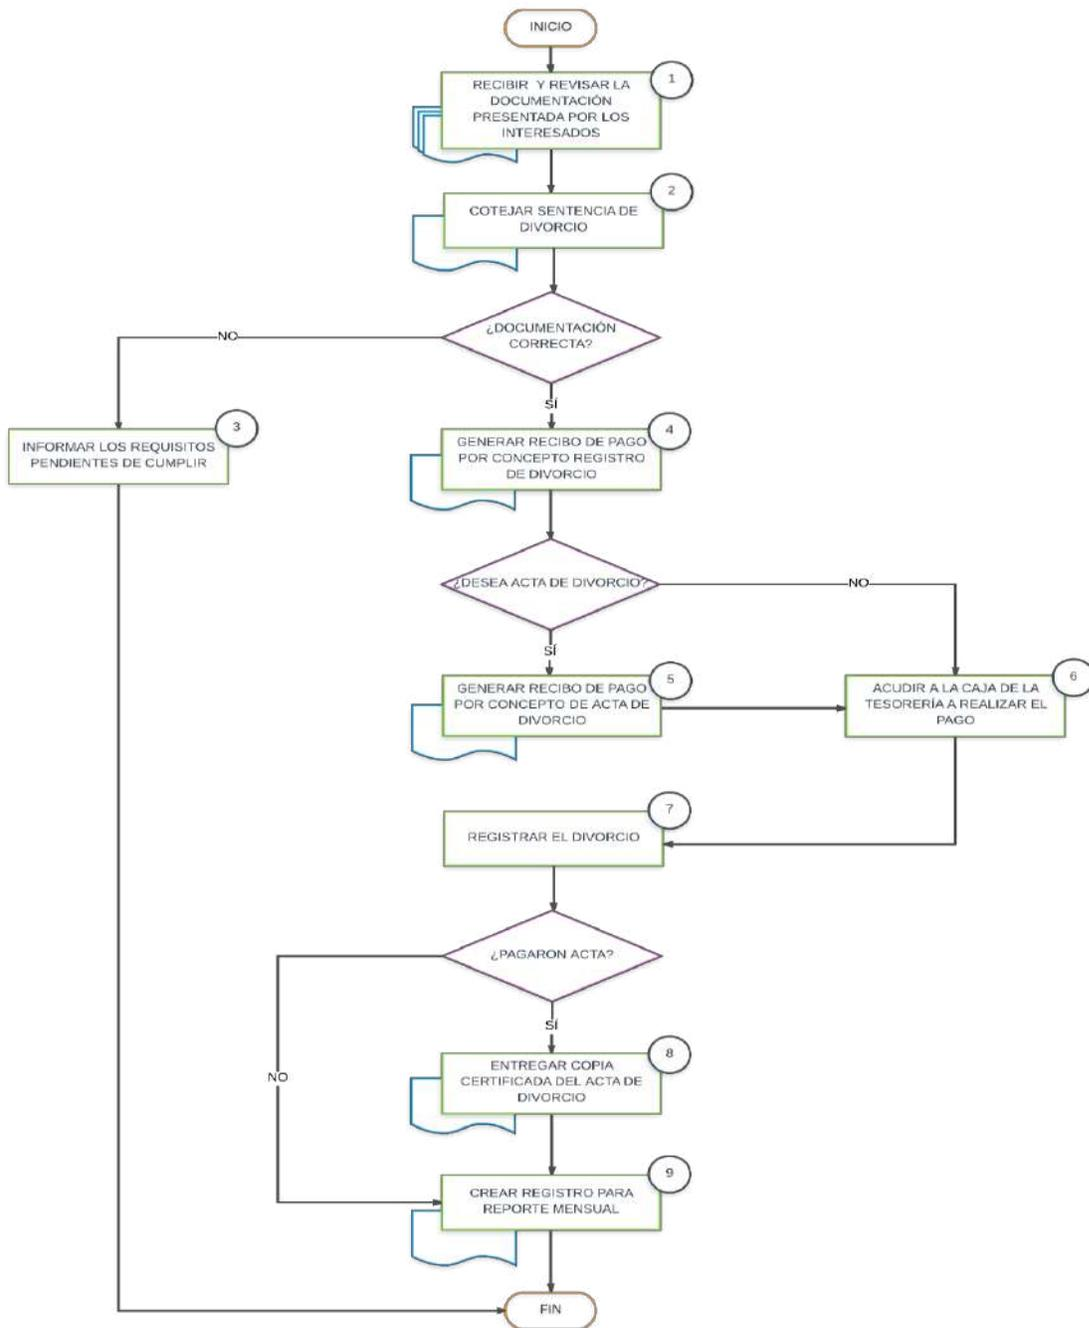 INICIO
1
RECIBIR Y REVISAR LA
DOCUMENTACIÓN
PRESENTADA POR LOS
INTERESADOS
2
COTEJAR SENTENCIA DE
DIVORCIO
¿DOCUMENTACIÓN
CORRECTA?
NO
SÍ
3
INFORMAR LOS REQUISITOS
PENDIENTES DE CUMPLIR
4
GENERAR RECIBO DE PAGO
POR CONCEPTO REGISTRO
DE DIVORCIO
¿DESEA ACTA DE DIVORCIO?
NO
SÍ
5
GENERAR RECIBO DE PAGO
POR CONCEPTO DE ACTA DE
DIVORCIO
6
ACUDIR A LA CAJA DE LA
TESORERÍA A REALIZAR EL
PAGO
7
REGISTRAR EL DIVORCIO
¿PAGARON ACTA?
SÍ
NO
8
ENTREGAR COPIA
CERTIFICADA DEL ACTA DE
DIVORCIO
9
CREAR REGISTRO PARA
REPORTE MENSUAL
FIN